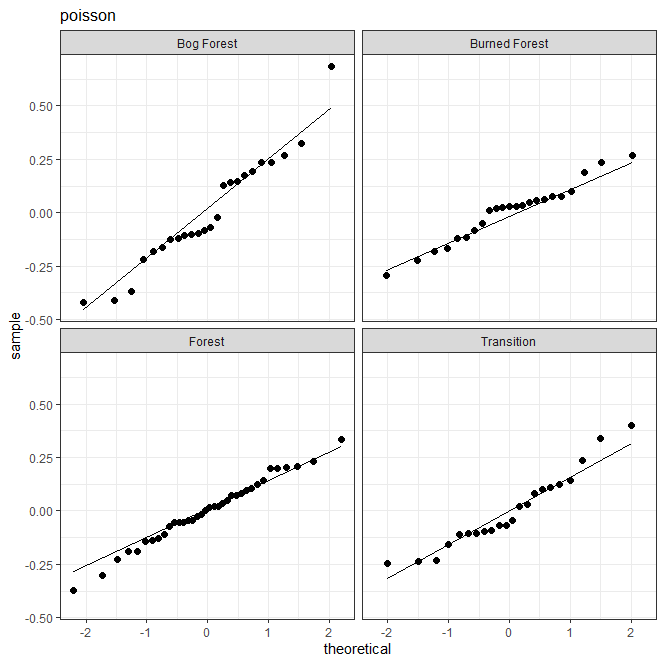 poisson
Bog Forest
Burned Forest
0.50
0.25
0.00
-0.25
-0.50
Forest
Transition
0.50
0.25
0.00
-0.25
-0.50
sample
-2 -1 0 1 2
-2 -1 0 1 2
theoretical